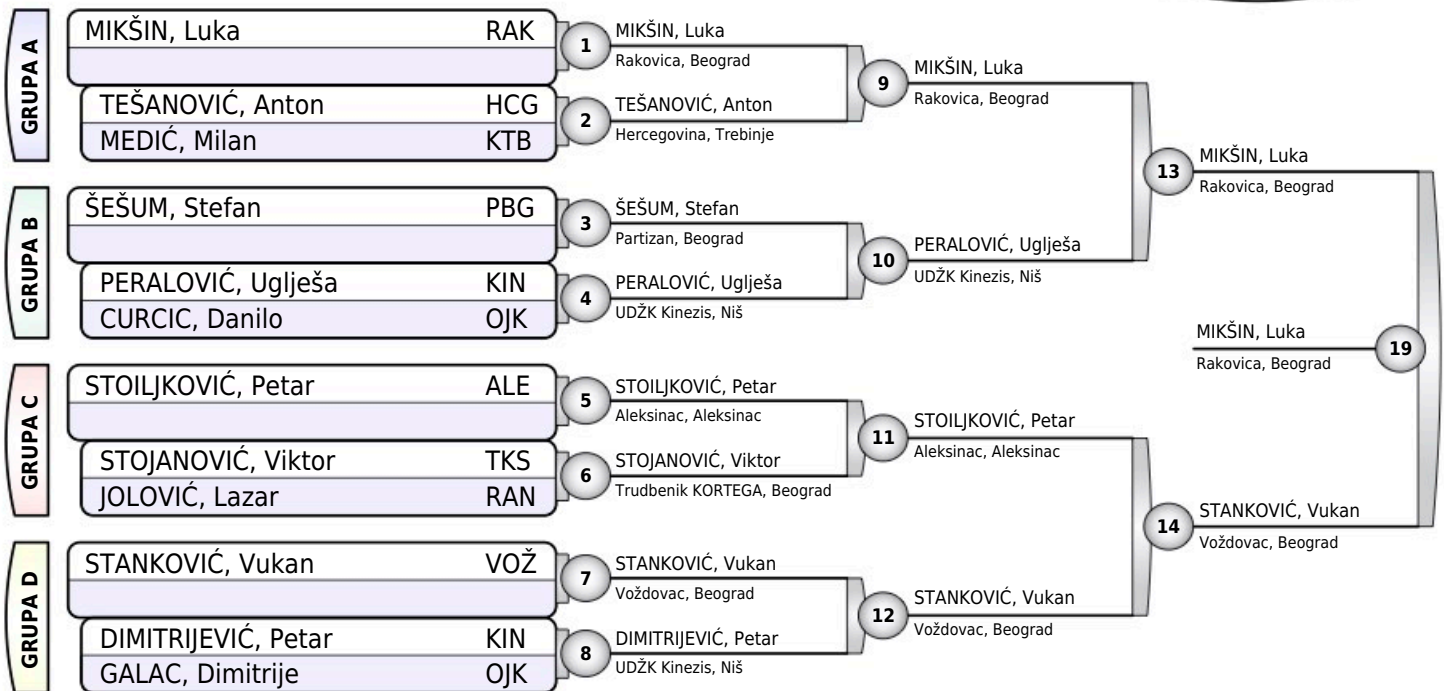 GRUPA A
MIKŠIN, Luka RAK
TEŠANOVIĆ, Anton HCG
MEDIĆ, Milan KTB
GRUPA B
ŠEŠUM, Stefan PBG
PERALOVIĆ, Uglješa KIN
CURCIC, Danilo OJK
GRUPA C
STOILJKOVIĆ, Petar ALE
STOJANOVIĆ, Viktor TKS
JOLOVIĆ, Lazar RAN
GRUPA D
STANKOVIĆ, Vukan VOŽ
DIMITRIJEVIĆ, Petar KIN
GALAC, Dimitrije OJK
1
MIKŠIN, Luka
Rakovica, Beograd
2
TEŠANOVIĆ, Anton
Hercegovina, Trebinje
3
ŠEŠUM, Stefan
Partizan, Beograd
4
PERALOVIĆ, Uglješa
UDŽK Kinezis, Niš
5
STOILJKOVIĆ, Petar
Aleksinac, Aleksinac
6
STOJANOVIĆ, Viktor
Trudbenik KORTEGA, Beograd
7
STANKOVIĆ, Vukan
Voždovac, Beograd
8
DIMITRIJEVIĆ, Petar
UDŽK Kinezis, Niš
9
MIKŠIN, Luka
Rakovica, Beograd
10
PERALOVIĆ, Uglješa
UDŽK Kinezis, Niš
11
STOILJKOVIĆ, Petar
Aleksinac, Aleksinac
12
STANKOVIĆ, Vukan
Voždovac, Beograd
13
MIKŠIN, Luka
Rakovica, Beograd
14
STANKOVIĆ, Vukan
Voždovac, Beograd
MIKŠIN, Luka
Rakovica, Beograd
19